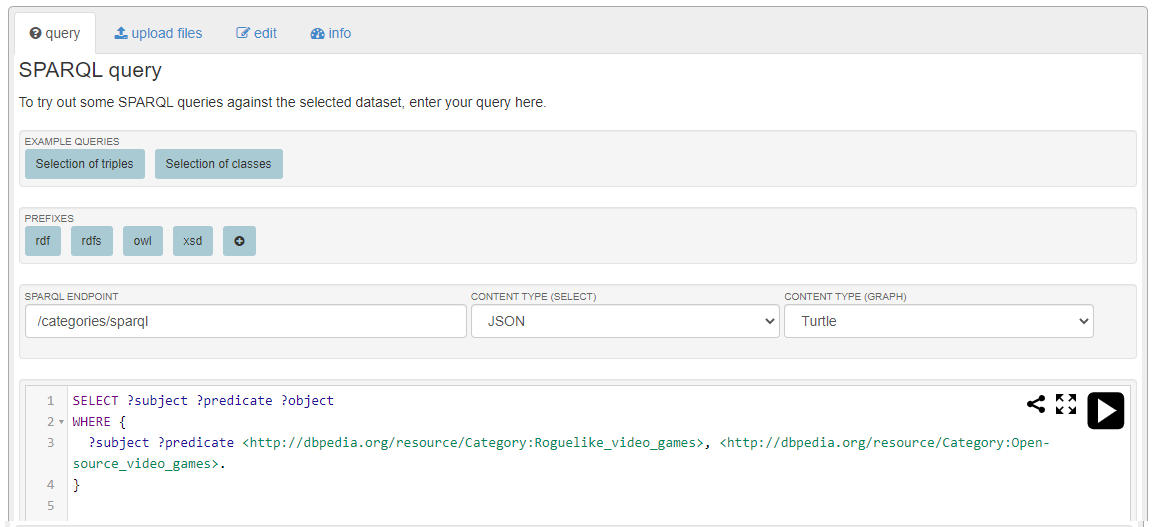 query upload files edit info
SPARQL query
To try out some SPARQL queries against the selected dataset, enter your query here.
EXAMPLE QUERIES
Selection of triples Selection of classes
PREFIXES
rdf rdfs owl xsd
SPARQL ENDPOINT CONTENT TYPE (SELECT) CONTENT TYPE (GRAPH)
/categories/sparql JSON Turtle
1 SELECT ?subject ?predicate ?object
2 WHERE {
3 ?subject ?predicate <http://dbpedia.org/resource/Category:Roguelike_video_games>, <http://dbpedia.org/resource/Category:Open-
source_video_games>.
4 }
5